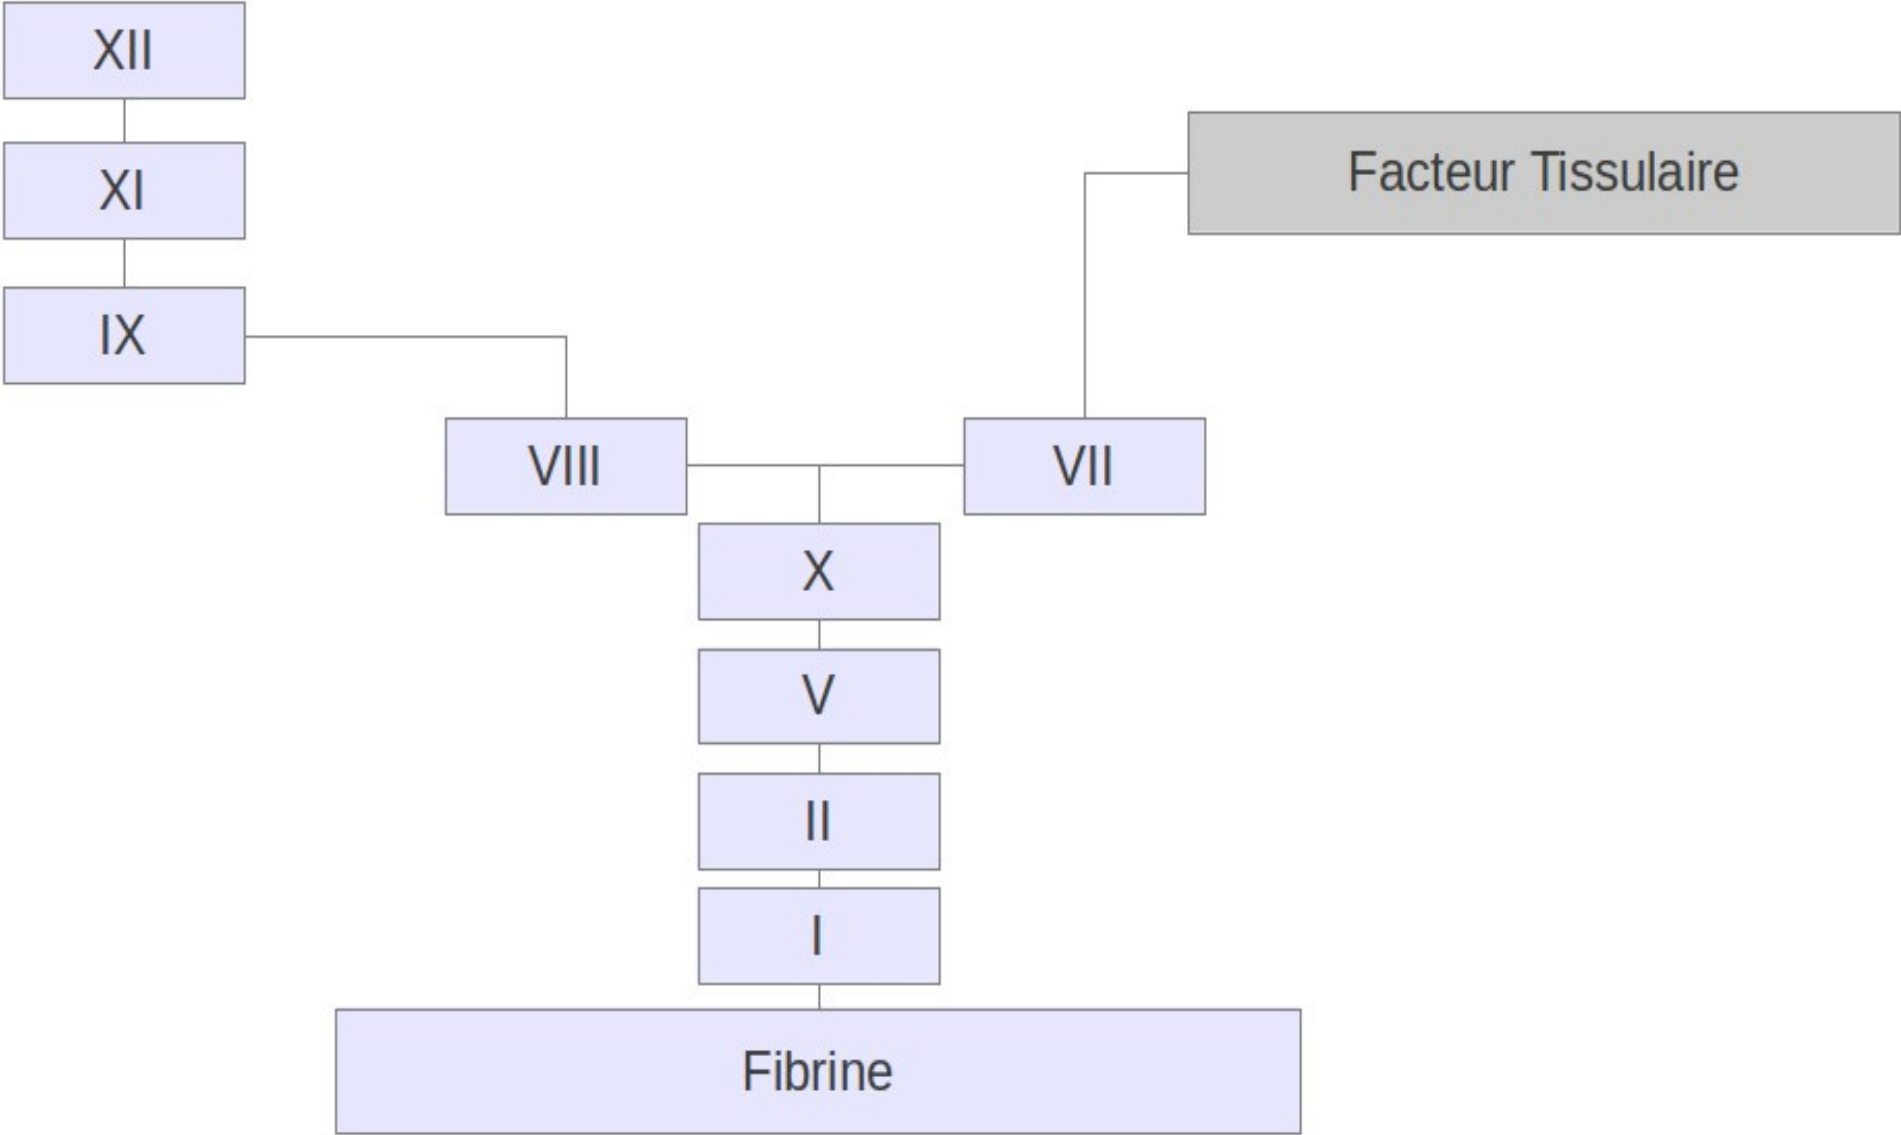 XII
Facteur Tissulaire
XI
IX
VIII
VII
X
V
II
I
Fibrine